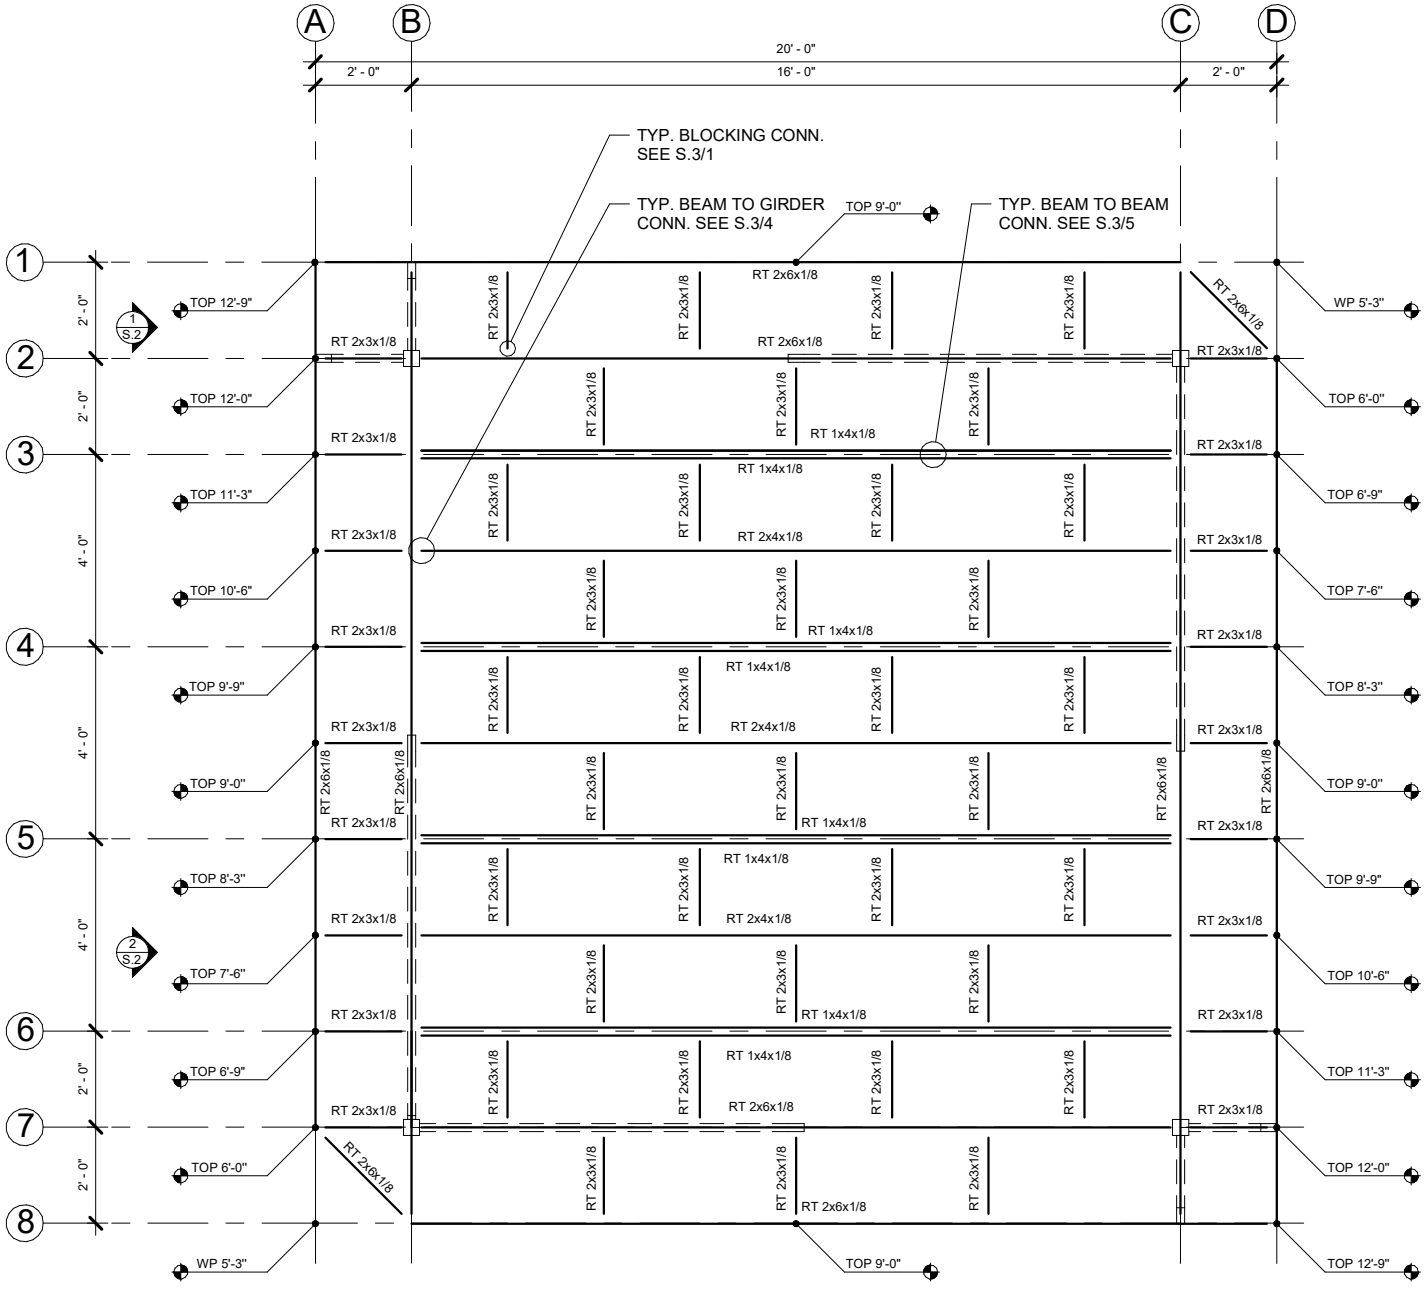 A
B
C
D
20' - 0"
2' - 0"
16' - 0"
2' - 0"
TYP. BLOCKING CONN.
SEE S.3/1
TYP. BEAM TO GIRDER
CONN. SEE S.3/4
TOP 9'-0"
TYP. BEAM TO BEAM
CONN. SEE S.3/5
1
RT 2x6x1/8
2' - 0"
TOP 12'-9"
1
S.2
RT 2x3x1/8
RT 2x3x1/8
RT 2x3x1/8
RT 2x3x1/8
RT 2x6x1/8
WP 5'-3"
RT 2x3x1/8
RT 2x6x1/8
RT 2x3x1/8
2
2' - 0"
TOP 12'-0"
RT 2x3x1/8
RT 2x3x1/8
RT 2x3x1/8
TOP 6'-0"
RT 2x3x1/8
RT 1x4x1/8
RT 2x3x1/8
3
RT 1x4x1/8
TOP 11'-3"
RT 2x3x1/8
RT 2x3x1/8
RT 2x3x1/8
RT 2x3x1/8
TOP 6'-9"
4' - 0"
RT 2x3x1/8
RT 2x4x1/8
RT 2x3x1/8
TOP 10'-6"
RT 2x3x1/8
RT 2x3x1/8
RT 2x3x1/8
TOP 7'-6"
RT 2x3x1/8
RT 1x4x1/8
RT 2x3x1/8
4
RT 1x4x1/8
TOP 9'-9"
RT 2x3x1/8
RT 2x3x1/8
RT 2x3x1/8
RT 2x3x1/8
TOP 8'-3"
4' - 0"
RT 2x3x1/8
RT 2x4x1/8
RT 2x3x1/8
TOP 9'-0"
RT 2x6x1/8
RT 2x6x1/8
RT 2x3x1/8
RT 2x3x1/8
RT 2x3x1/8
RT 2x6x1/8
RT 2x6x1/8
TOP 9'-0"
RT 2x3x1/8
RT 1x4x1/8
RT 2x3x1/8
5
RT 1x4x1/8
TOP 8'-3"
RT 2x3x1/8
RT 2x3x1/8
RT 2x3x1/8
RT 2x3x1/8
TOP 9'-9"
4' - 0"
RT 2x3x1/8
RT 2x4x1/8
RT 2x3x1/8
2
S.2
TOP 7'-6"
RT 2x3x1/8
RT 2x3x1/8
RT 2x3x1/8
TOP 10'-6"
RT 2x3x1/8
RT 1x4x1/8
RT 2x3x1/8
6
RT 1x4x1/8
2' - 0"
TOP 6'-9"
RT 2x3x1/8
RT 2x3x1/8
RT 2x3x1/8
RT 2x3x1/8
TOP 11'-3"
RT 2x3x1/8
RT 2x6x1/8
RT 2x3x1/8
7
2' - 0"
TOP 6'-0"
RT 2x6x1/8
RT 2x3x1/8
RT 2x3x1/8
RT 2x3x1/8
TOP 12'-0"
RT 2x6x1/8
8
WP 5'-3"
TOP 9'-0"
TOP 12'-9"